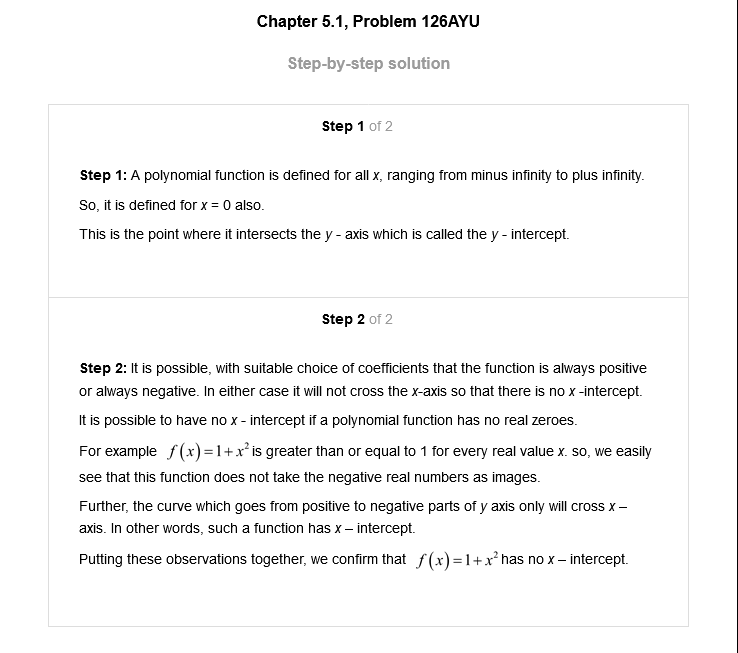 Chapter 5.1, Problem 126AYU
Step-by-step solution
Step 1 of 2
Step 1: A polynomial function is defined for all x, ranging from minus infinity to plus infinity.
So, it is defined for x = 0 also.
This is the point where it intersects the y - axis which is called the y - intercept.
Step 2 of 2
Step 2: It is possible, with suitable choice of coefficients that the function is always positive
or always negative. In either case it will not cross the x-axis so that there is no x -intercept.
It is possible to have no x - intercept if a polynomial function has no real zeroes.
For example f(x)=1+x² is greater than or equal to 1 for every real value x. so, we easily
see that this function does not take the negative real numbers as images.
Further, the curve which goes from positive to negative parts of y axis only will cross x –
axis. In other words, such a function has x – intercept.
Putting these observations together, we confirm that f(x)=1+x² has no x – intercept.